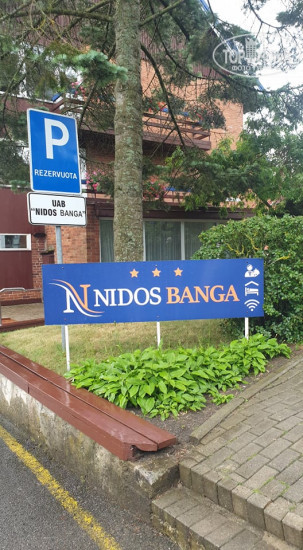 P
REZERVUOTA
UAB
"NIDOS BANGA"
NIDOS BANGA